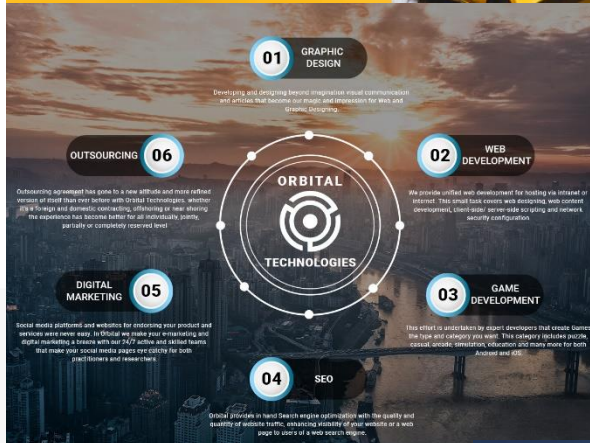 01
GRAPHIC
DESIGN
Developing and designing beyond imagination visual communication
and articles that become our magic and impression for Web and
Graphic Designing.
OUTSOURCING 06
Outsourcing agreement has gone to a new altitude and more refined
version of itself than ever before with Orbital Technologies. whether
it's a foreign and domestic contracting, offshoring or near sharing
the experience has become better for all individually, jointly,
partially or completely reserved level
02
WEB
DEVELOPMENT
We provide unified web development for hosting via intranet or
internet. This small task covers web designing, web content
development, client-side/ server-side scripting and network
security configuration.
ORBITAL
TECHNOLOGIES
DIGITAL
MARKETING
05
Social media platforms and websites for endorsing your product and
services were never easy. In Orbital we make your e-marketing and
digital marketing a breeze with our 24/7 active and skilled teams
that make your social media pages eye catchy for both
practitioners and researchers.
03
GAME
DEVELOPMENT
This effort is undertaken by expert developers that create Games
the type and category you want. This category includes puzzle,
casual, arcade, simulation, education and many more for both
Android and iOS
04
SEO
Orbital provides in hand Search engine optimization with the quality and
quantity of website traffic, enhancing visibility of your website or a web
page to users of a web search engine.